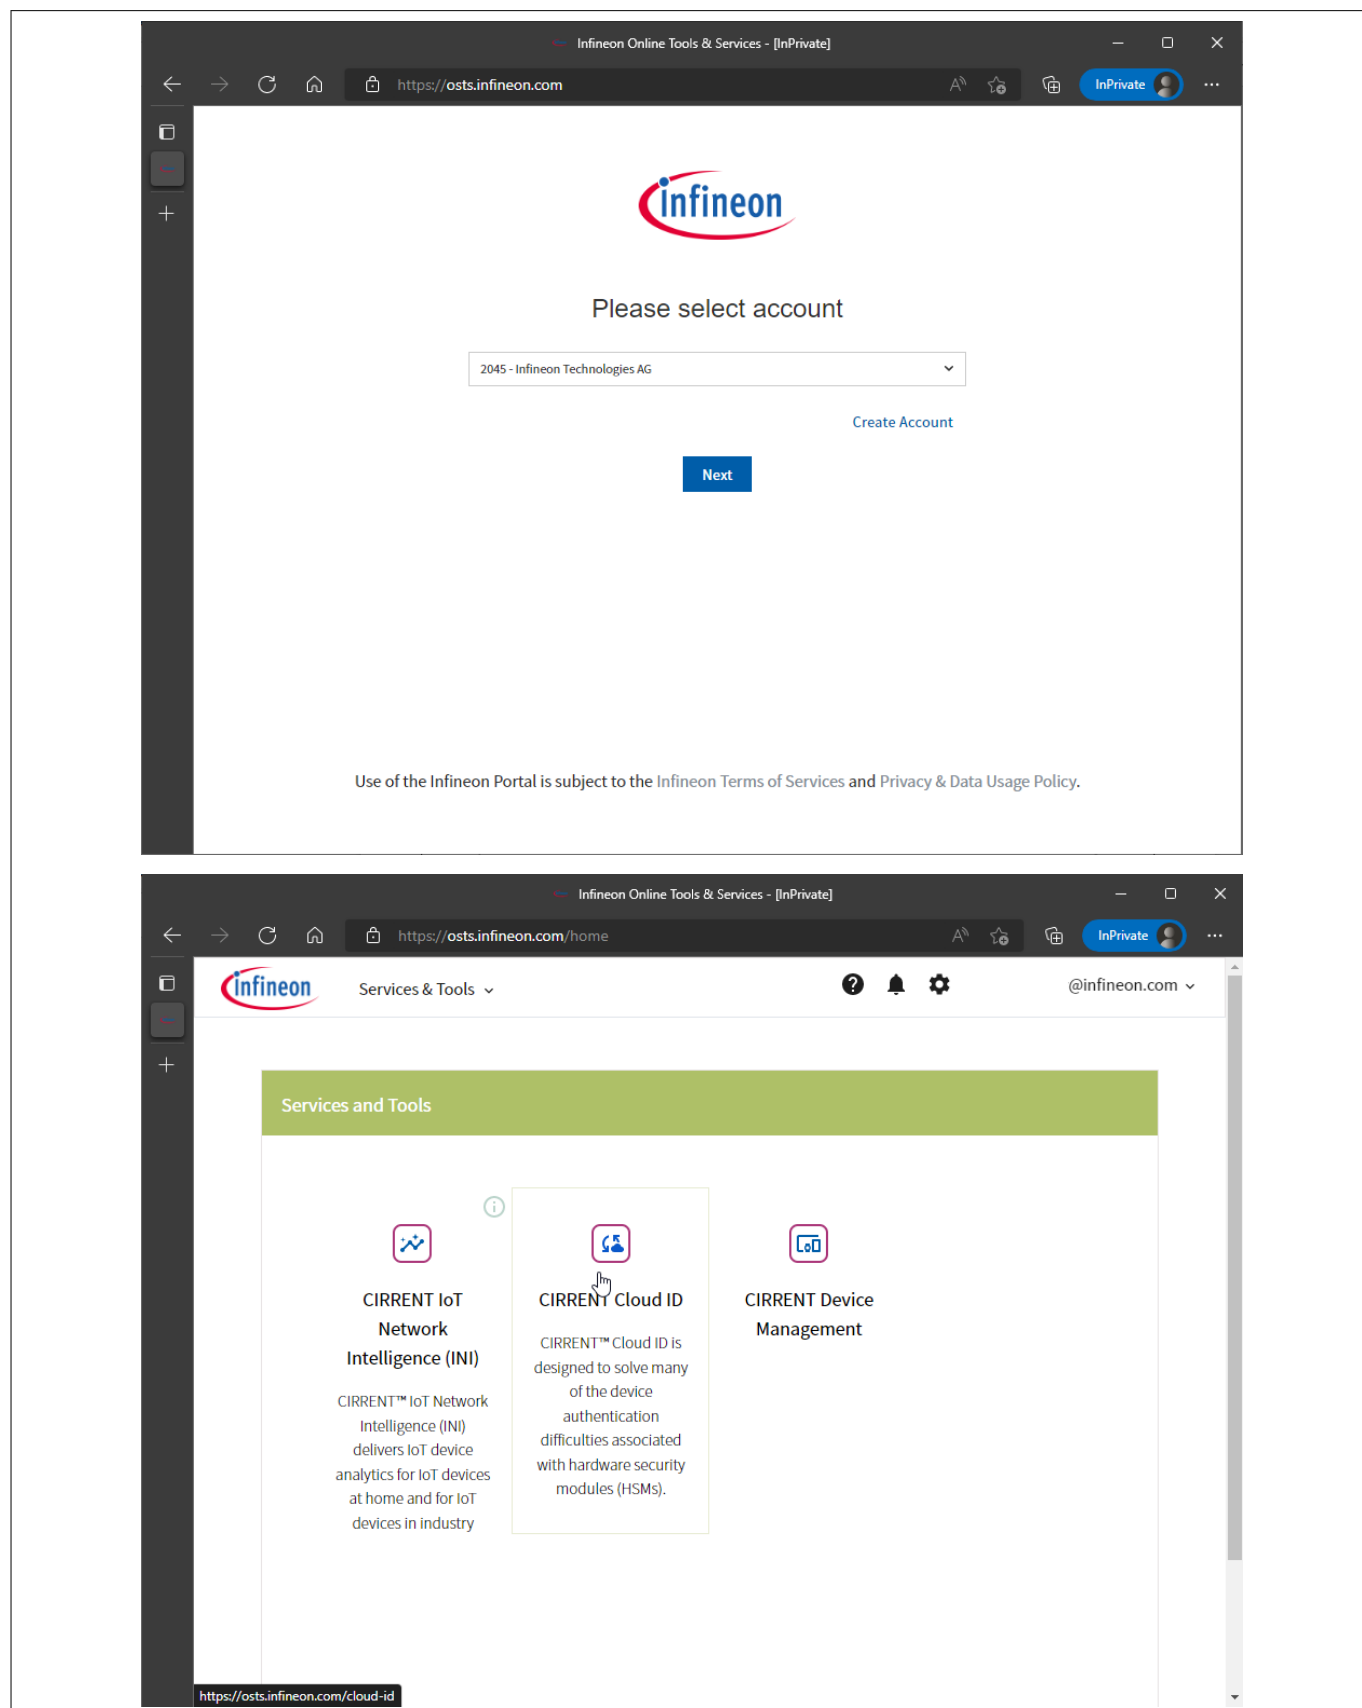 Infineon Online Tools & Services - [InPrivate]
https://osts.infineon.com
InPrivate
infineon
Please select account
2045 - Infineon Technologies AG
Create Account
Next
Use of the Infineon Portal is subject to the Infineon Terms of Services and Privacy & Data Usage Policy.
Infineon Online Tools & Services - [InPrivate]
https://osts.infineon.com/home
InPrivate
infineon
Services & Tools
@infineon.com
Services and Tools
CIRRENT IoT
Network
Intelligence (INI)
CIRRENT™ IoT Network
Intelligence (INI)
delivers IoT device
analytics for IoT devices
at home and for IoT
devices in industry
CIRRENT Cloud ID
CIRRENT™ Cloud ID is
designed to solve many
of the device
authentication
difficulties associated
with hardware security
modules (HSMs).
CIRRENT Device
Management
https://osts.infineon.com/cloud-id